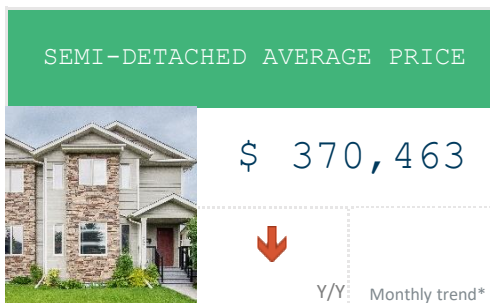 SEMI-DETACHED AVERAGE PRICE
$ 370,463
Y/Y Monthly trend*